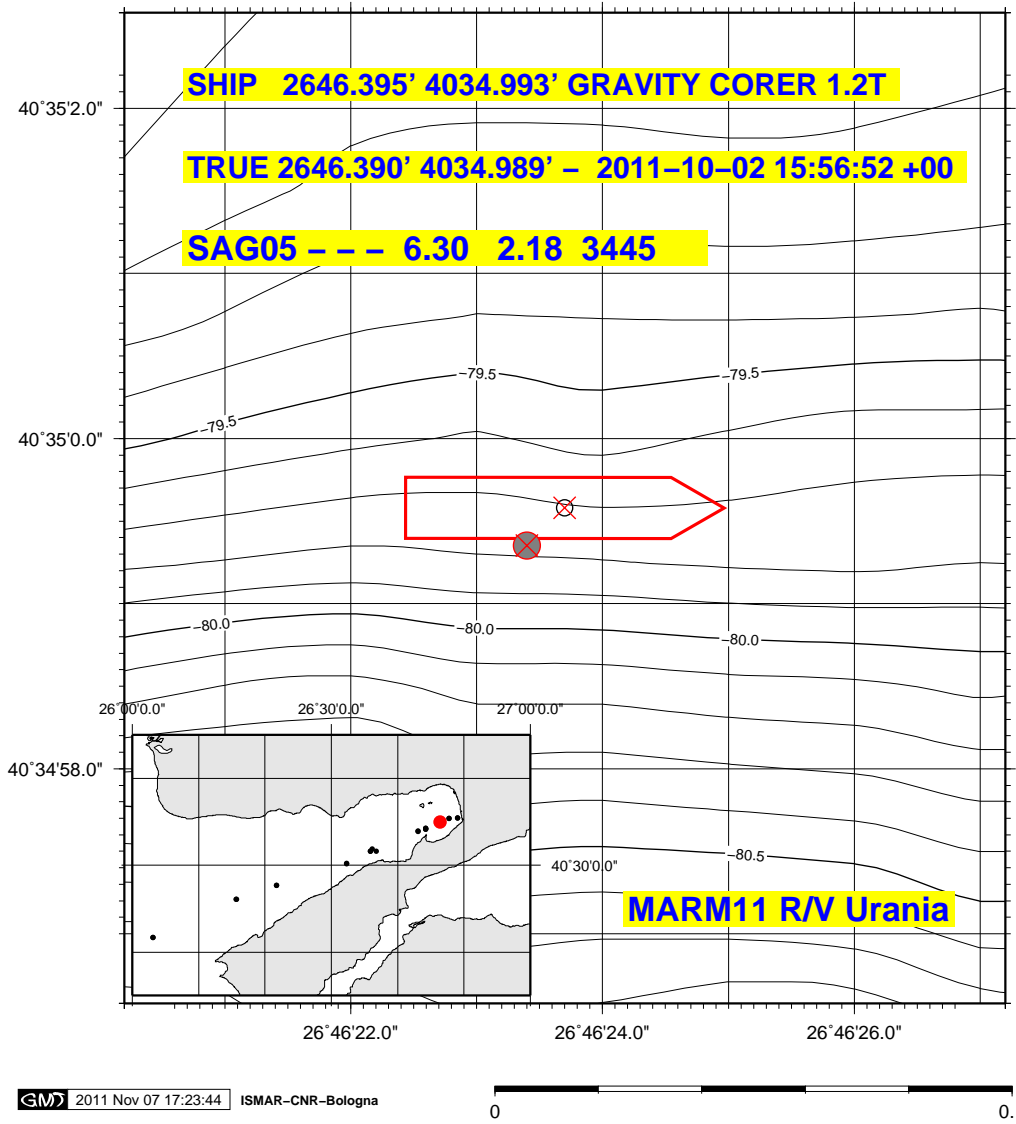 SHIP 2646.395’ 4034.993’ GRAVITY CORER 1.2T
40˚35'2.0"
TRUE 2646.390’ 4034.989’ – 2011–10–02 15:56:52 +00
SAG05 – – – 6.30 2.18 3445
–79.5
–79.5
–79.5
40˚35'0.0"
–80.0
–80.0
–80.0
26˚00'0.0" 26˚30'0.0" 27˚00'0.0"
40˚34'58.0"
–80.5
40˚30'0.0"
MARM11 R/V Urania
26˚46'22.0" 26˚46'24.0" 26˚46'26.0"
GMT 2011 Nov 07 17:23:44 ISMAR–CNR–Bologna
0 0.